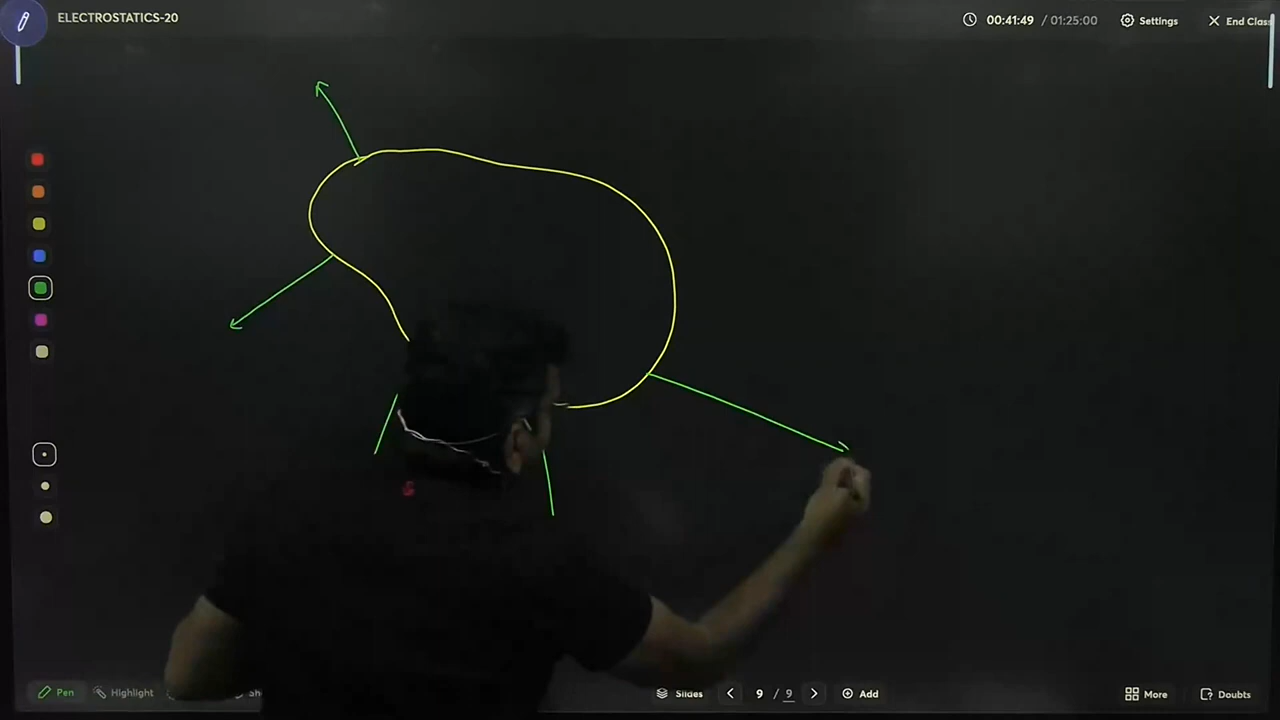 ELECTROSTATICS-20
00:41:49 / 01:25:00
Settings
End Class
Pen
Highlight
Slides
9 / 9
Add
More
Doubts